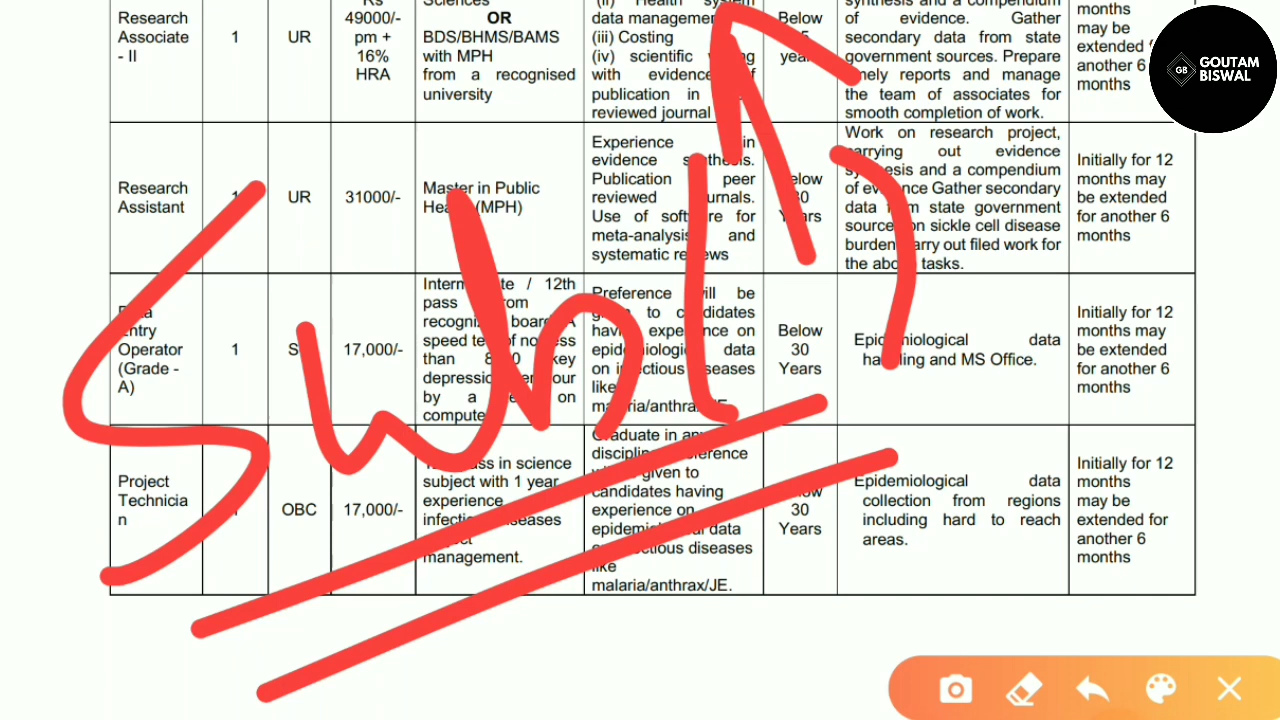 Rs
Research Associate - II
1
UR
49000/- pm + 16% HRA
Sciences
OR
BDS/BHMS/BAMS
with MPH
from a recognised
university
(ii) Health system
data management
(iii) Costing
(iv) scientific
with evidence of
publication in
reviewed journal
Below
years
synthesis and a compendium
of evidence. Gather
secondary data from state
government sources. Prepare
timely reports and manage
the team of associates for
smooth completion of work.
months
may be
extended
another 6
months
GB
GOUTAM
BISWAL
Research
Assistant
1
UR
31000/-
Master in Public
Health (MPH)
Experience in
evidence synthesis.
Publication peer
reviewed journals.
Use of software for
meta-analysis and
systematic reviews
Below
30
Years
Work on research project,
carrying out evidence
synthesis and a compendium
of evidence Gather secondary
data from state government
sources on sickle cell disease
burden carry out filed work for
the above tasks.
Initially for 12
months may
be extended
for another 6
months
Data
Entry
Operator
(Grade -
A)
1
17,000/-
Intermediate / 12th
pass from
recognized board. A
speed test of not less
than key
depression per hour
by a on
computer
Preference will be
given to candidates
having experience on
epidemiologic data
on infectious diseases
like
malaria/anthrax/JE.
Below
30
Years
Epidemiological data
handling and MS Office.
Initially for 12
months may
be extended
for another 6
months
Project
Technicia
n
OBC
17,000/-
pass in science
subject with 1 year
experience
infectious diseases
project
management.
Graduate in any
discipline preference
given to
candidates having
experience on
epidemiological data
on infectious diseases
like
malaria/anthrax/JE.
Below
30
Years
Epidemiological data
collection from regions
including hard to reach
areas.
Initially for 12
months
may be
extended for
another 6
months